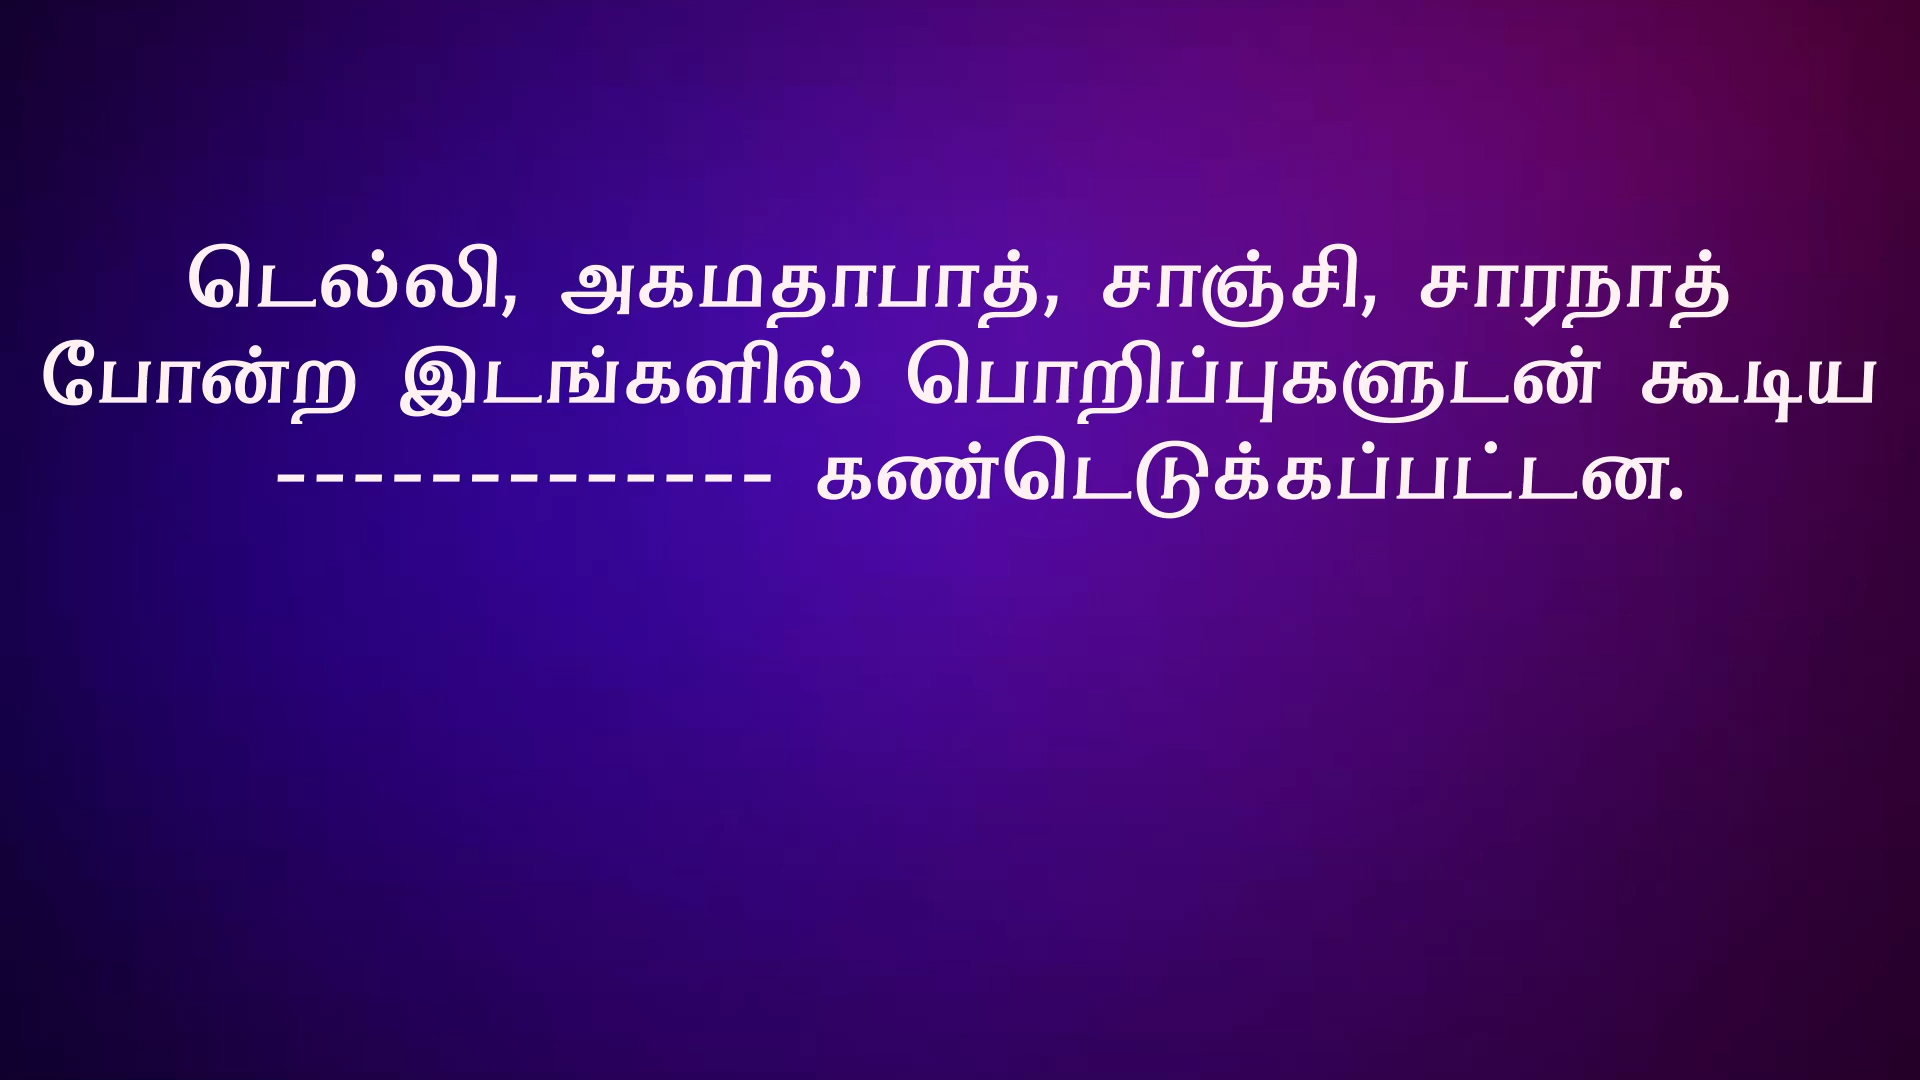 டெல்லி, அகமதாபாத், சாஞ்சி, சாரநாத்
போன்ற இடங்களில் பொறிப்புகளுடன் கூடிய
------------- கண்டெடுக்கப்பட்டன.